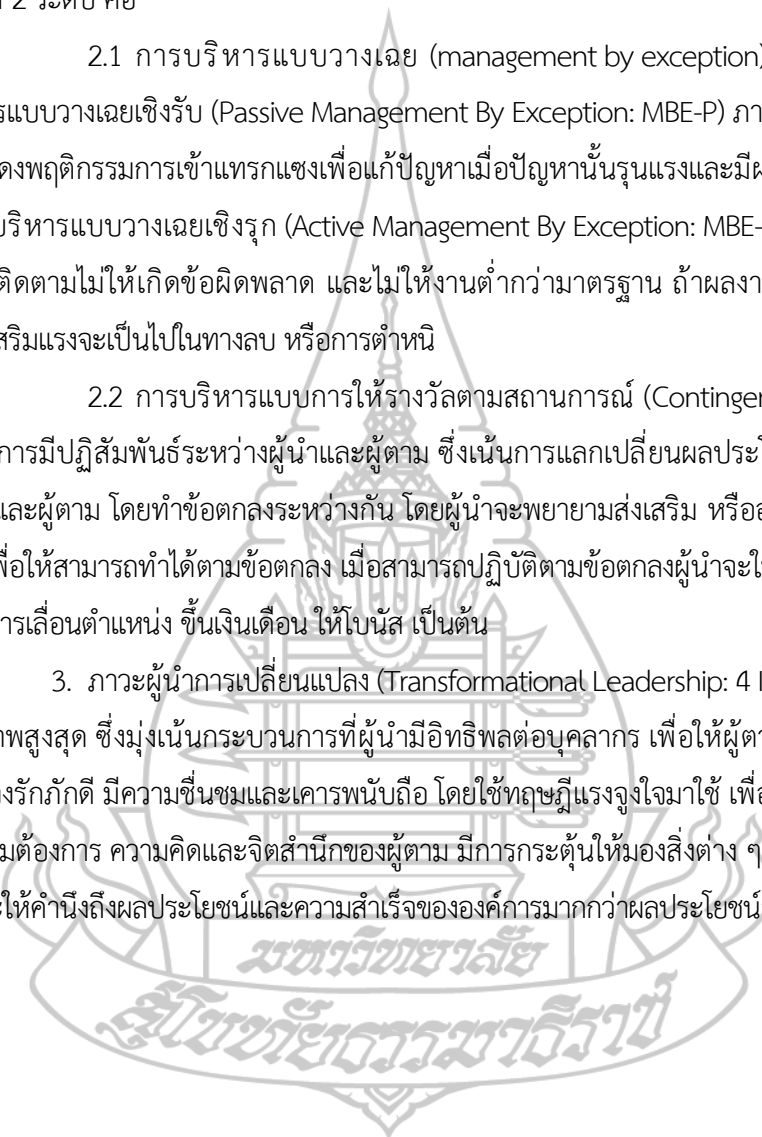 2 ระดับ คือ
2.1 การบริหารแบบวางเฉย (management by exception)
รแบบวางเฉยเชิงรับ (Passive Management By Exception: MBE-P) ภา
ดงพฤติกรรมการเข้าแทรกแซงเพื่อแก้ปัญหาเมื่อปัญหานั้นรุนแรงและมีผ
บริหารแบบวางเฉยเชิงรุก (Active Management By Exception: MBE-
ติดตามไม่ให้เกิดข้อผิดพลาด และไม่ให้งานต่ำกว่ามาตรฐาน ถ้าผลงา
สริมแรงจะเป็นไปในทางลบ หรือการตำหนิ
2.2 การบริหารแบบการให้รางวัลตามสถานการณ์ (Continger
การมีปฏิสัมพันธ์ระหว่างผู้นำและผู้ตาม ซึ่งเน้นการแลกเปลี่ยนผลประโ
และผู้ตาม โดยทำข้อตกลงระหว่างกัน โดยผู้นำจะพยายามส่งเสริม หรืออ
พื่อให้สามารถทำได้ตามข้อตกลง เมื่อสามารถปฏิบัติตามข้อตกลงผู้นำจะใ
ารเลื่อนตำแหน่ง ขึ้นเงินเดือน ให้โบนัส เป็นต้น
3. ภาวะผู้นำการเปลี่ยนแปลง (Transformational Leadership: 4 I
าพสูงสุด ซึ่งมุ่งเน้นกระบวนการที่ผู้นำมีอิทธิพลต่อบุคลากร เพื่อให้ผู้ตา
งรักภักดี มีความชื่นชมและเคารพนับถือ โดยใช้ทฤษฎีแรงจูงใจมาใช้ เพื่อ
มต้องการ ความคิดและจิตสำนึกของผู้ตาม มีการกระตุ้นให้มองสิ่งต่าง ๆ
ะให้คำนึงถึงผลประโยชน์และความสำเร็จขององค์การมากกว่าผลประโยชน์
มหาวิทยาลัย
สุโขทัยธรรมาธิราช